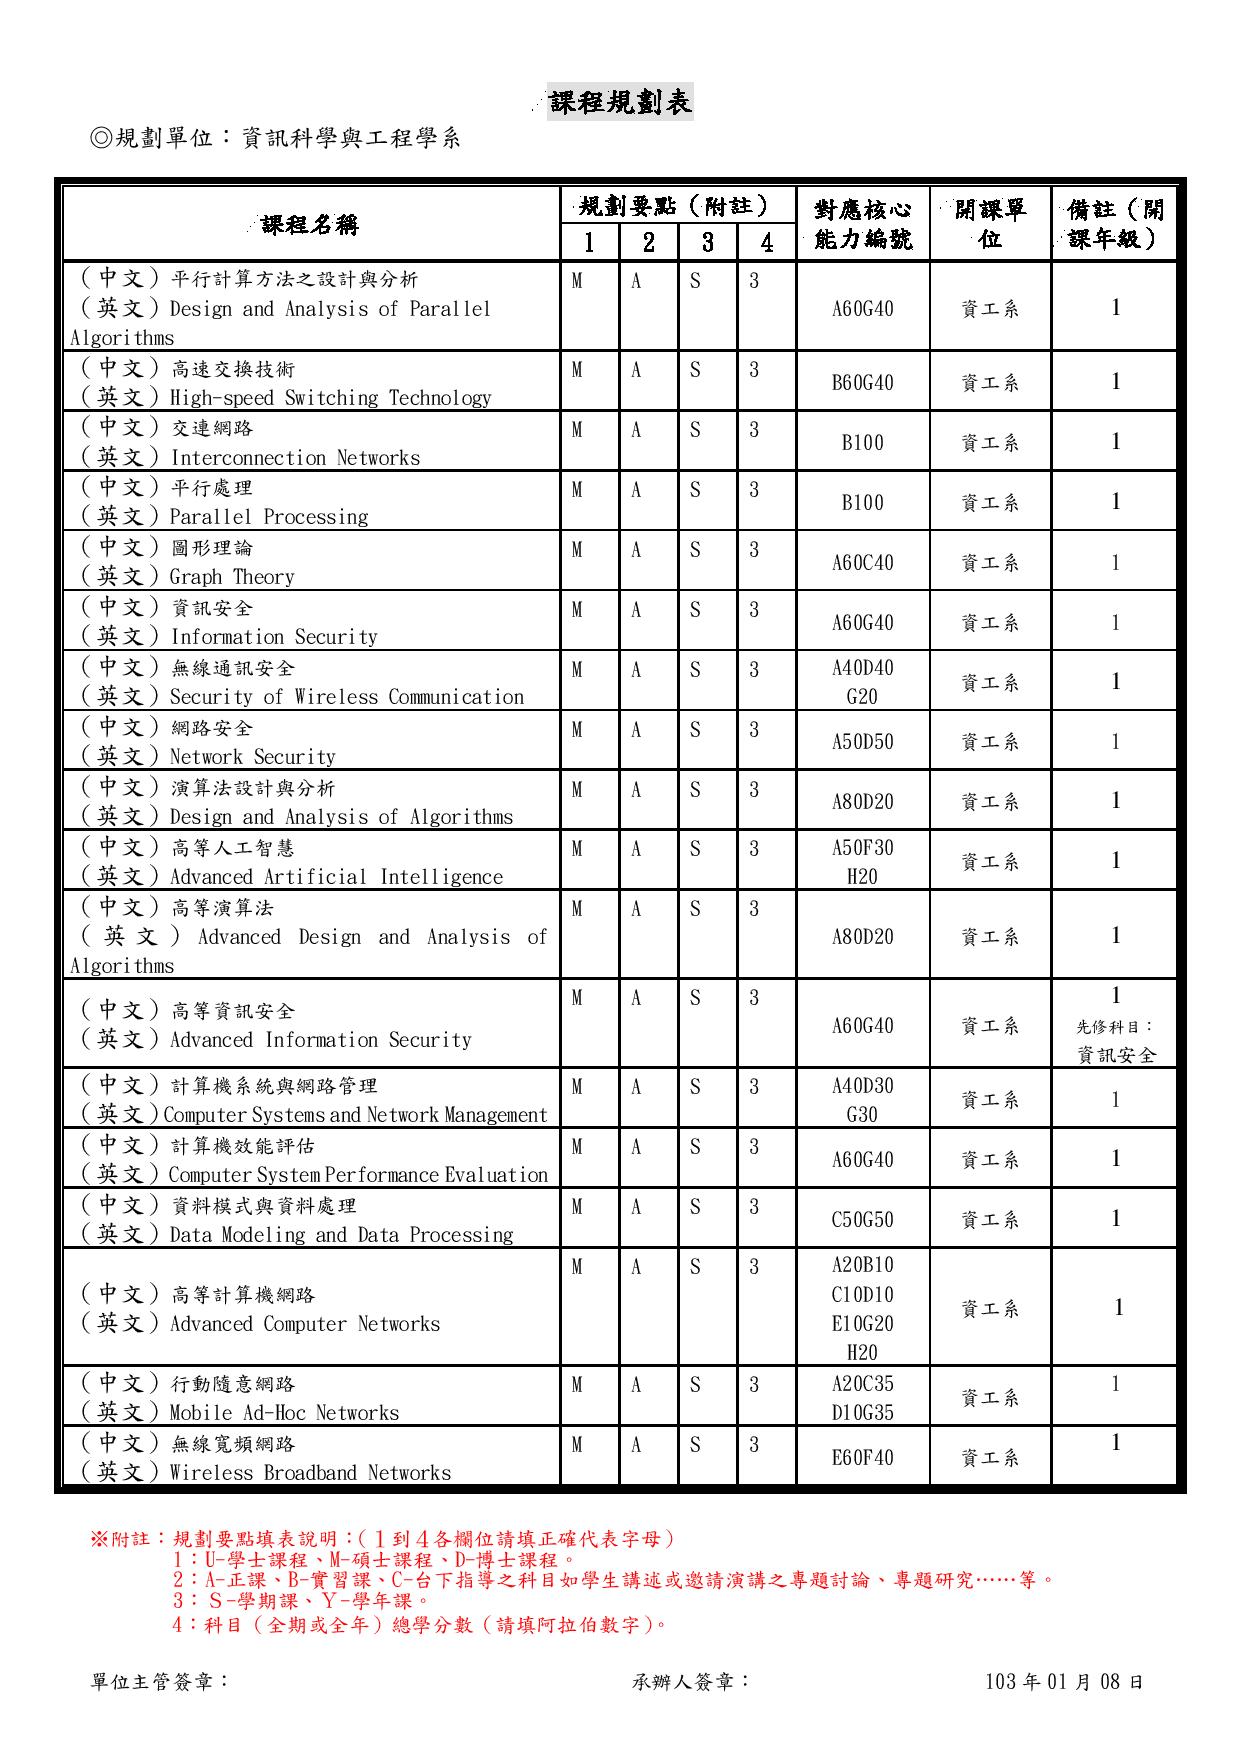 課程規劃表
◎規劃單位：資訊科學與工程學系
課程名稱 規劃要點（附註） 對應核心能力編號 開課單位 備註（開課年級）
1 2 3 4
（中文）平行計算方法之設計與分析 M A S 3
（英文）Design and Analysis of Parallel A60G40 資工系 1
Algorithms
（中文）高速交換技術 M A S 3
（英文）High-speed Switching Technology B60G40 資工系 1
（中文）交連網路 M A S 3
（英文）Interconnection Networks B100 資工系 1
（中文）平行處理 M A S 3
（英文）Parallel Processing B100 資工系 1
（中文）圖形理論 M A S 3
（英文）Graph Theory A60C40 資工系 1
（中文）資訊安全 M A S 3
（英文）Information Security A60G40 資工系 1
（中文）無線通訊安全 M A S 3 A40D40
（英文）Security of Wireless Communication G20 資工系 1
（中文）網路安全 M A S 3
（英文）Network Security A50D50 資工系 1
（中文）演算法設計與分析 M A S 3
（英文）Design and Analysis of Algorithms A80D20 資工系 1
（中文）高等人工智慧 M A S 3 A50F30
（英文）Advanced Artificial Intelligence H20 資工系 1
（中文）高等演算法 M A S 3
（英文）Advanced Design and Analysis of A80D20 資工系 1
Algorithms
（中文）高等資訊安全 M A S 3 A60G40 資工系 1
（英文）Advanced Information Security 先修科目：
資訊安全
（中文）計算機系統與網路管理 M A S 3 A40D30
（英文）Computer Systems and Network Management G30 資工系 1
（中文）計算機效能評估 M A S 3
（英文）Computer System Performance Evaluation A60G40 資工系 1
（中文）資料模式與資料處理 M A S 3
（英文）Data Modeling and Data Processing C50G50 資工系 1
M A S 3 A20B10
（中文）高等計算機網路 C10D10
（英文）Advanced Computer Networks E10G20 資工系 1
H20
（中文）行動隨意網路 M A S 3 A20C35 資工系 1
（英文）Mobile Ad-Hoc Networks D10G35
（中文）無線寬頻網路 M A S 3 1
（英文）Wireless Broadband Networks E60F40 資工系
※附註：規劃要點填表說明：（１到４各欄位請填正確代表字母）
1：U-學士課程、M-碩士課程、D-博士課程。
2：A-正課、B-實習課、C-台下指導之科目如學生講述或邀請演講之專題討論、專題研究……等。
3：Ｓ-學期課、Ｙ-學年課。
4：科目（全期或全年）總學分數（請填阿拉伯數字）。
單位主管簽章： 承辦人簽章： 103 年 01 月 08 日